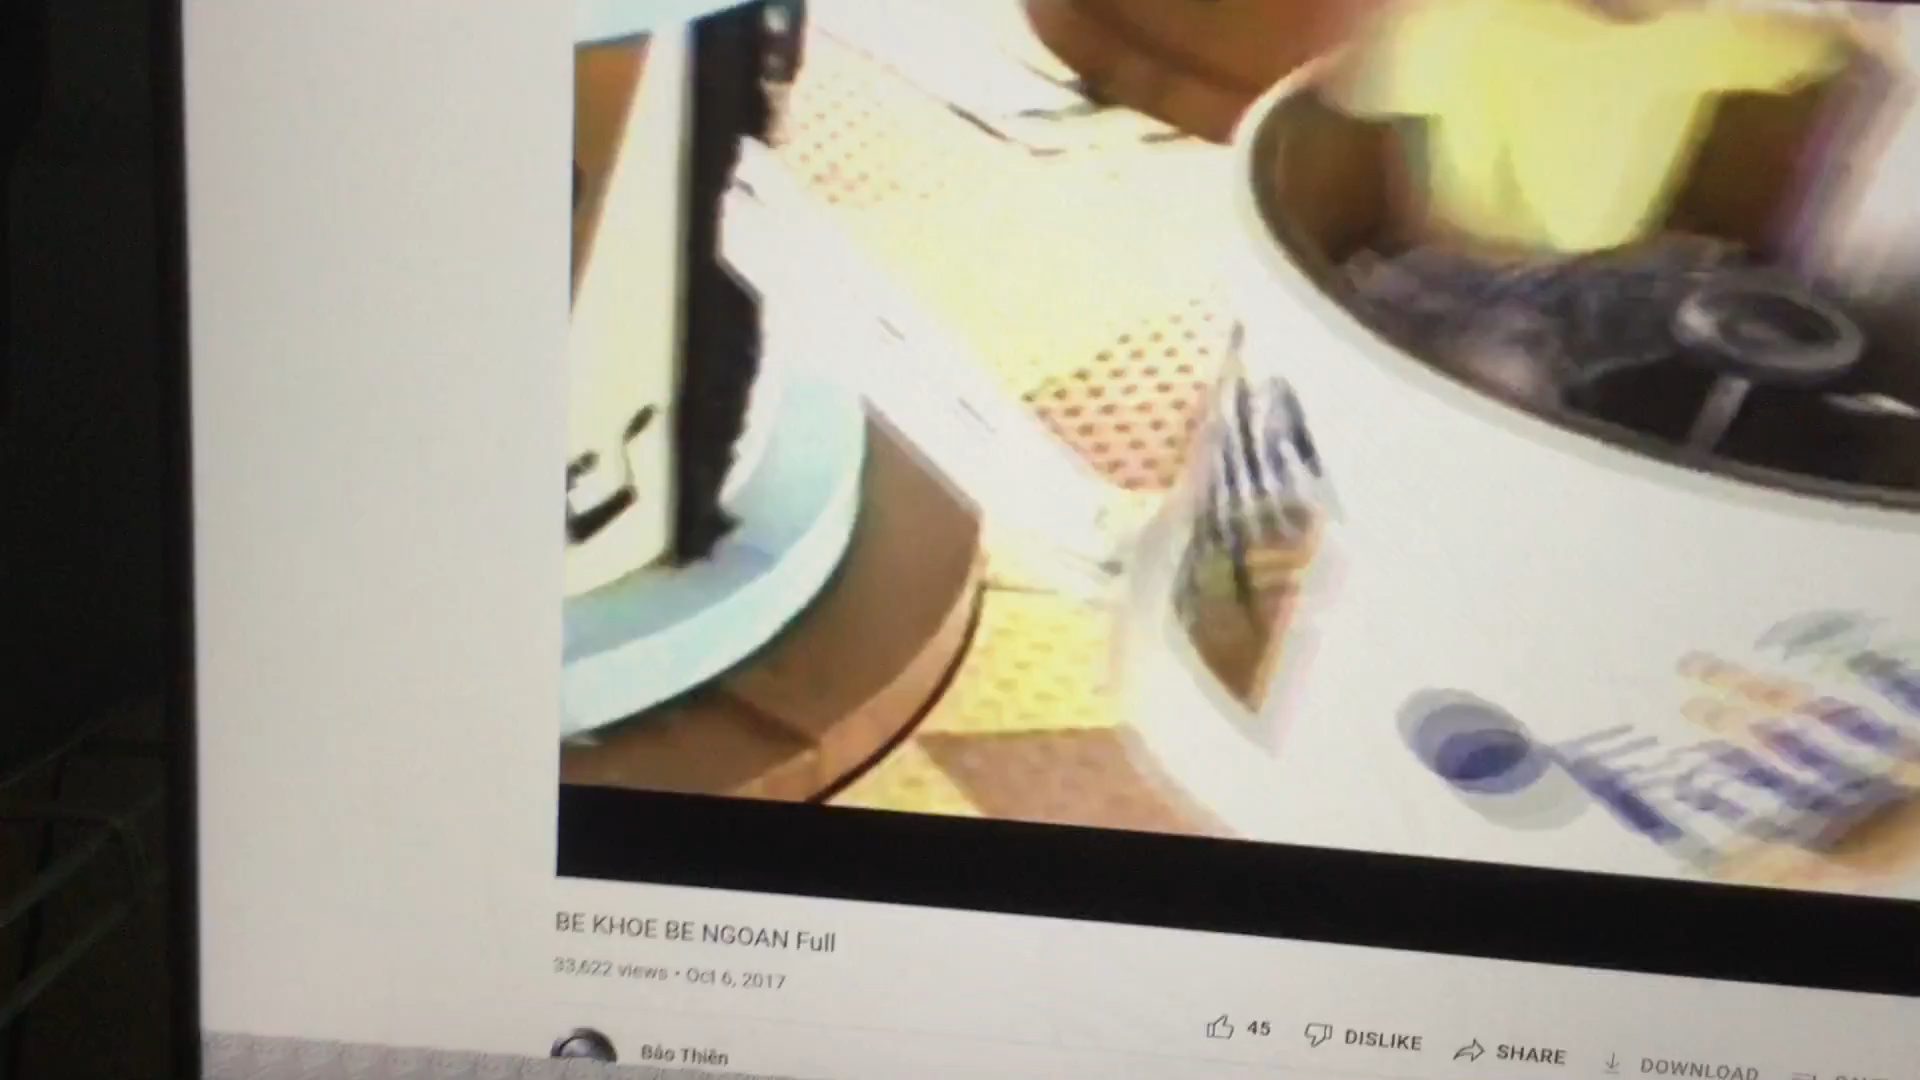 BE KHOE BE NGOAN Full
33,622 views • Oct 6, 2017
45 DISLIKE SHARE DOWNLOAD
Bảo Thiên